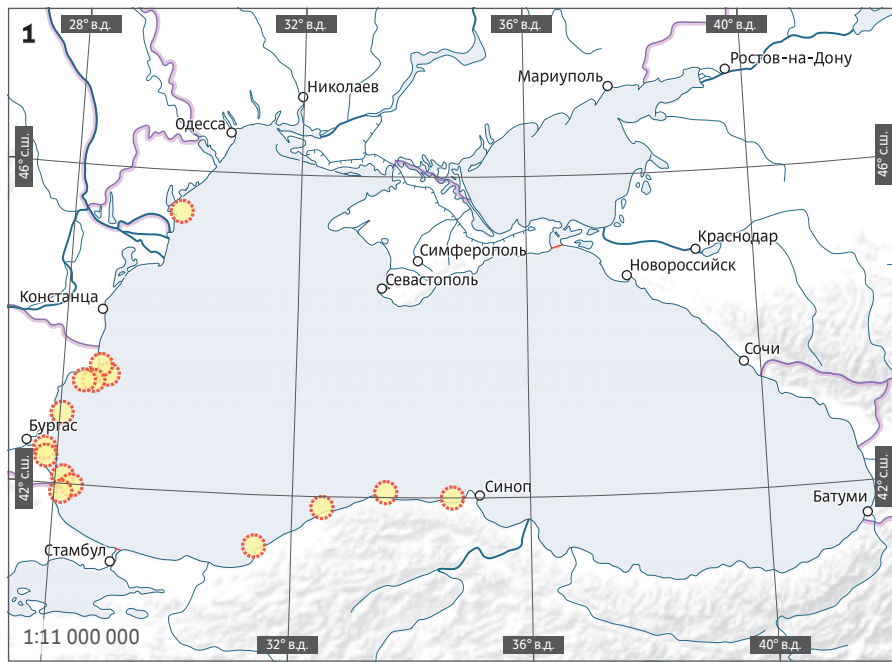 1
28° в.д.
32° в.д.
36° в.д.
40° в.д.
Ростов-на-Дону
Мариуполь
Николаев
Одесса
46° с.ш.
46° с.ш.
Краснодар
Симферополь
Новороссийск
Севастополь
Констанца
Сочи
Бургас
42° с.ш.
42° с.ш.
Синоп
Батуми
Стамбул
1:11 000 000
32° в.д.
36° в.д.
40° в.д.